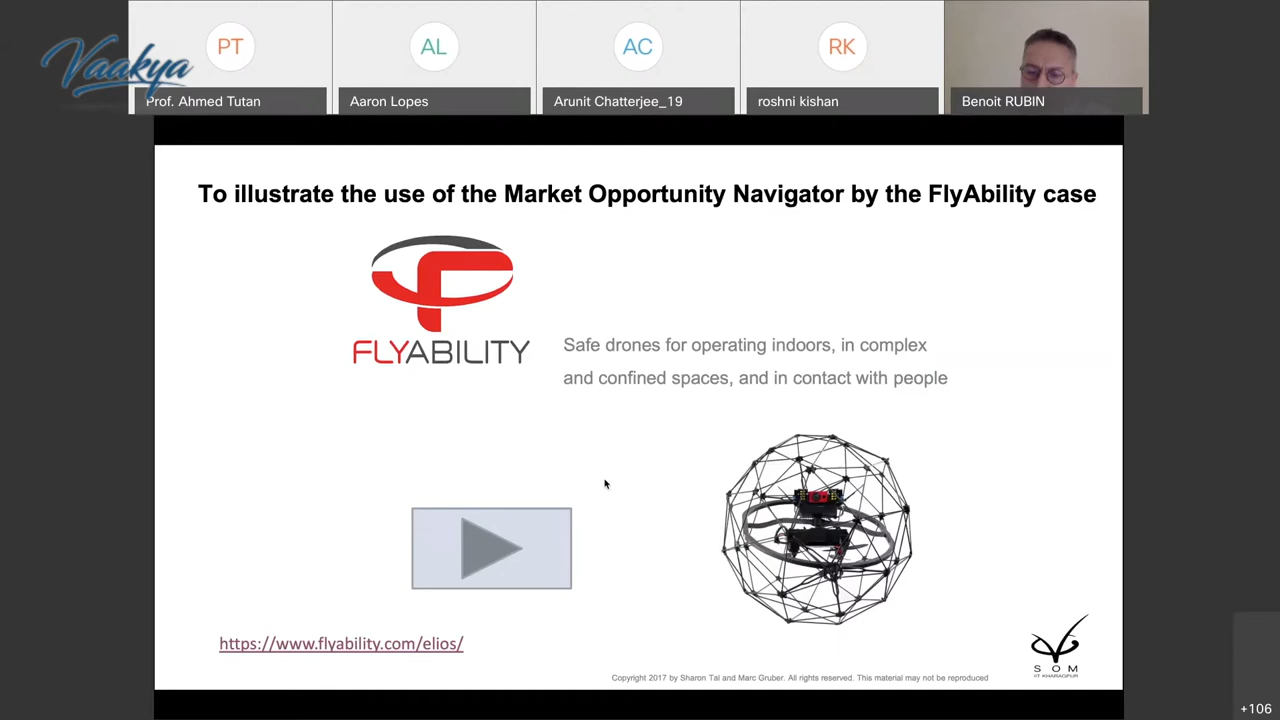 Vaakya
PT
AL
AC
RK
Prof. Ahmed Tutan
Aaron Lopes
Arunit Chatterjee_19
roshni kishan
Benoit RUBIN
To illustrate the use of the Market Opportunity Navigator by the FlyAbility case
FLYABILITY
Safe drones for operating indoors, in complex
and confined spaces, and in contact with people
https://www.flyability.com/elios/
SOM
IIT KHARAGPUR
Copyright 2017 by Sharon Tal and Marc Gruber. All rights reserved. This material may not be reproduced
+106